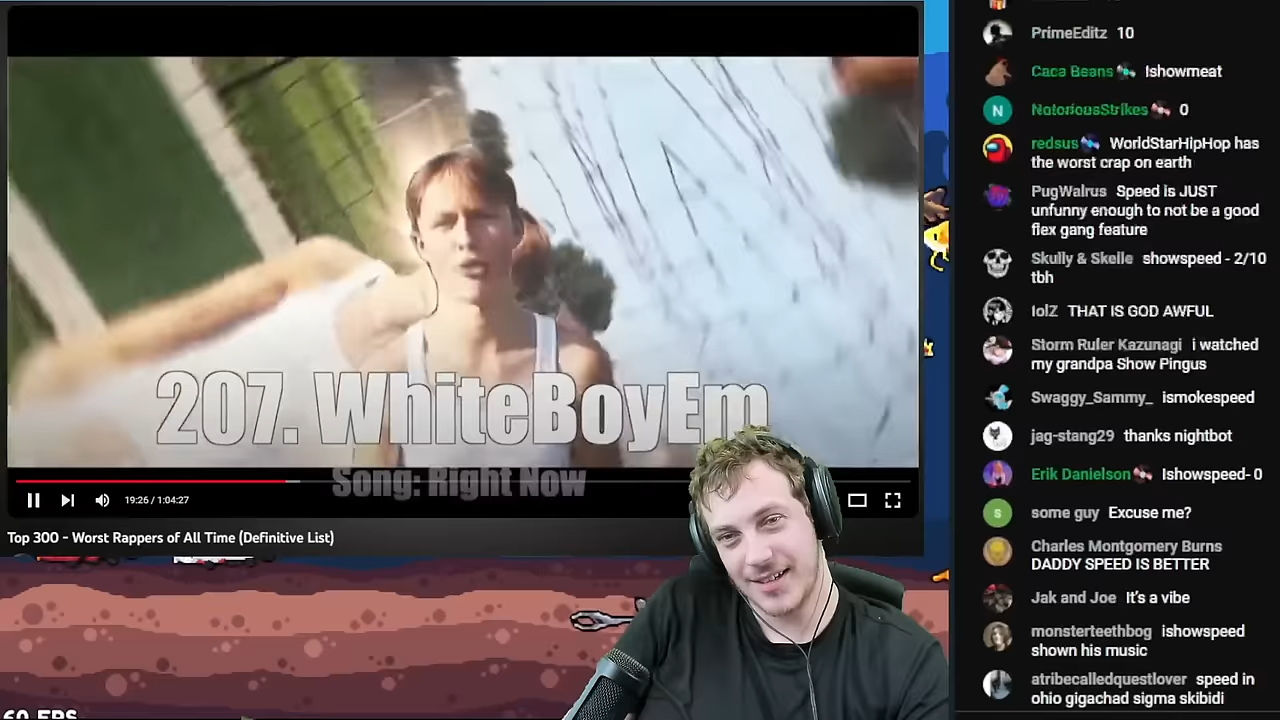 207. WhiteBoyEm
Song: Right Now
19:26 / 1:04:27
Top 300 - Worst Rappers of All Time (Definitive List)
60 FPS
PrimeEditz 10
Caca Beans Ishowmeat
N
NotoriousStrikes 0
redsus WorldStarHipHop has
the worst crap on earth
PugWalrus Speed is JUST
unfunny enough to not be a good
flex gang feature
Skully & Skelle showspeed - 2/10
tbh
lolZ THAT IS GOD AWFUL
Storm Ruler Kazunagi i watched
my grandpa Show Pingus
Swaggy_Sammy_ ismokespeed
jag-stang29 thanks nightbot
Erik Danielson Ishowspeed- 0
s
some guy Excuse me?
Charles Montgomery Burns
DADDY SPEED IS BETTER
Jak and Joe It's a vibe
monsterteethbog ishowspeed
shown his music
atribecalledquestlover speed in
ohio gigachad sigma skibidi